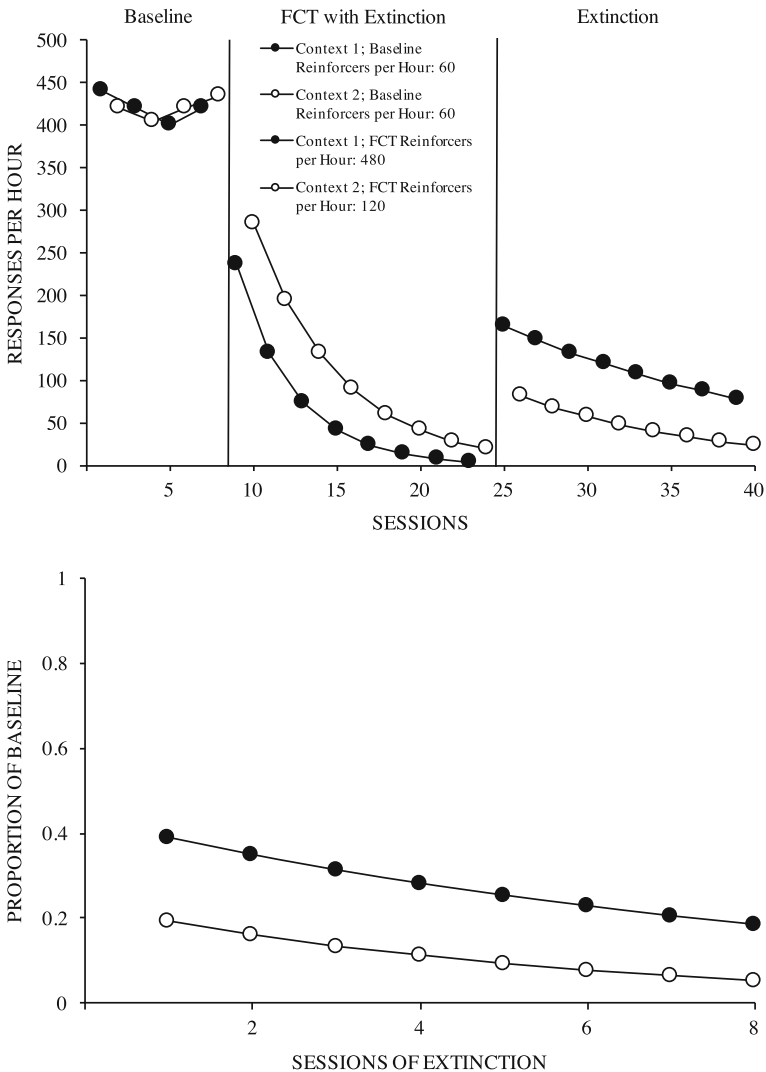 Baseline
FCT with Extinction
Extinction
500
450
400
350
300
250
200
150
100
50
0
RESPONSES PER HOUR
Context 1; Baseline
Reinforcers per Hour: 60
Context 2; Baseline
Reinforcers per Hour: 60
Context 1; FCT Reinforcers
per Hour: 480
Context 2; FCT Reinforcers
per Hour: 120
5
10
15
20
25
30
35
40
SESSIONS
1
0.8
0.6
0.4
0.2
0
PROPORTION OF BASELINE
2
4
6
8
SESSIONS OF EXTINCTION